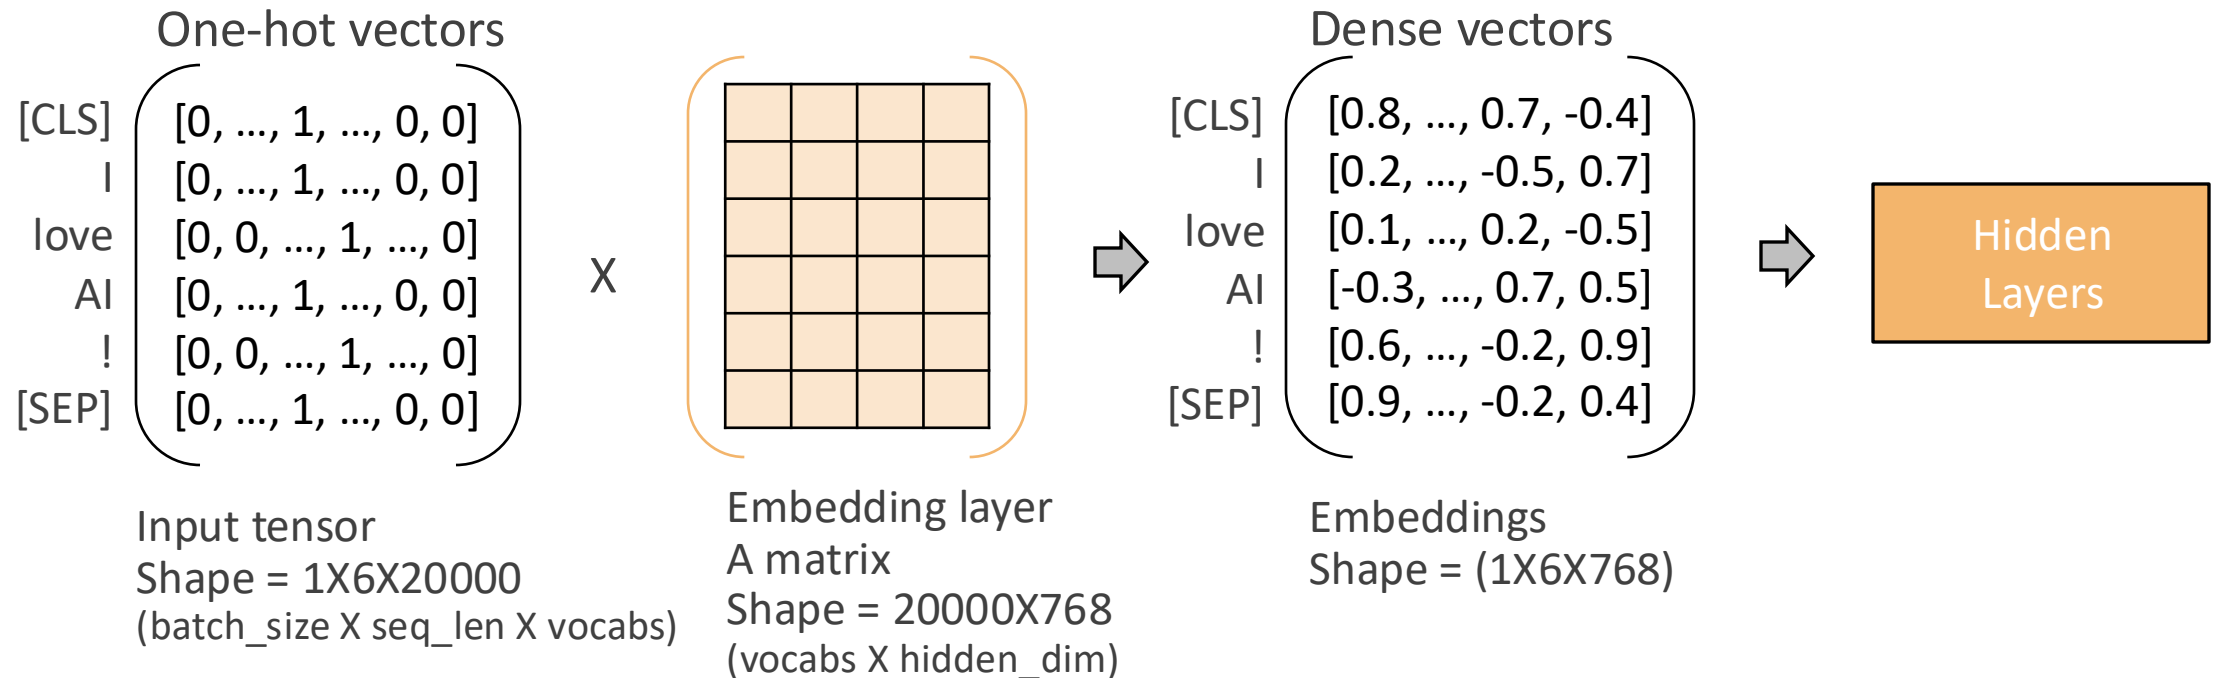 One-hot vectors
[CLS] [0, ..., 1, ..., 0, 0]
I [0, ..., 1, ..., 0, 0]
love [0, 0, ..., 1, ..., 0]
AI [0, ..., 1, ..., 0, 0]
! [0, 0, ..., 1, ..., 0]
[SEP] [0, ..., 1, ..., 0, 0]
Input tensor
Shape = 1X6X20000
(batch_size X seq_len X vocabs)
X
Embedding layer
A matrix
Shape = 20000X768
(vocabs X hidden_dim)
Dense vectors
[CLS] [0.8, ..., 0.7, -0.4]
I [0.2, ..., -0.5, 0.7]
love [0.1, ..., 0.2, -0.5]
AI [-0.3, ..., 0.7, 0.5]
! [0.6, ..., -0.2, 0.9]
[SEP] [0.9, ..., -0.2, 0.4]
Embeddings
Shape = (1X6X768)
Hidden
Layers